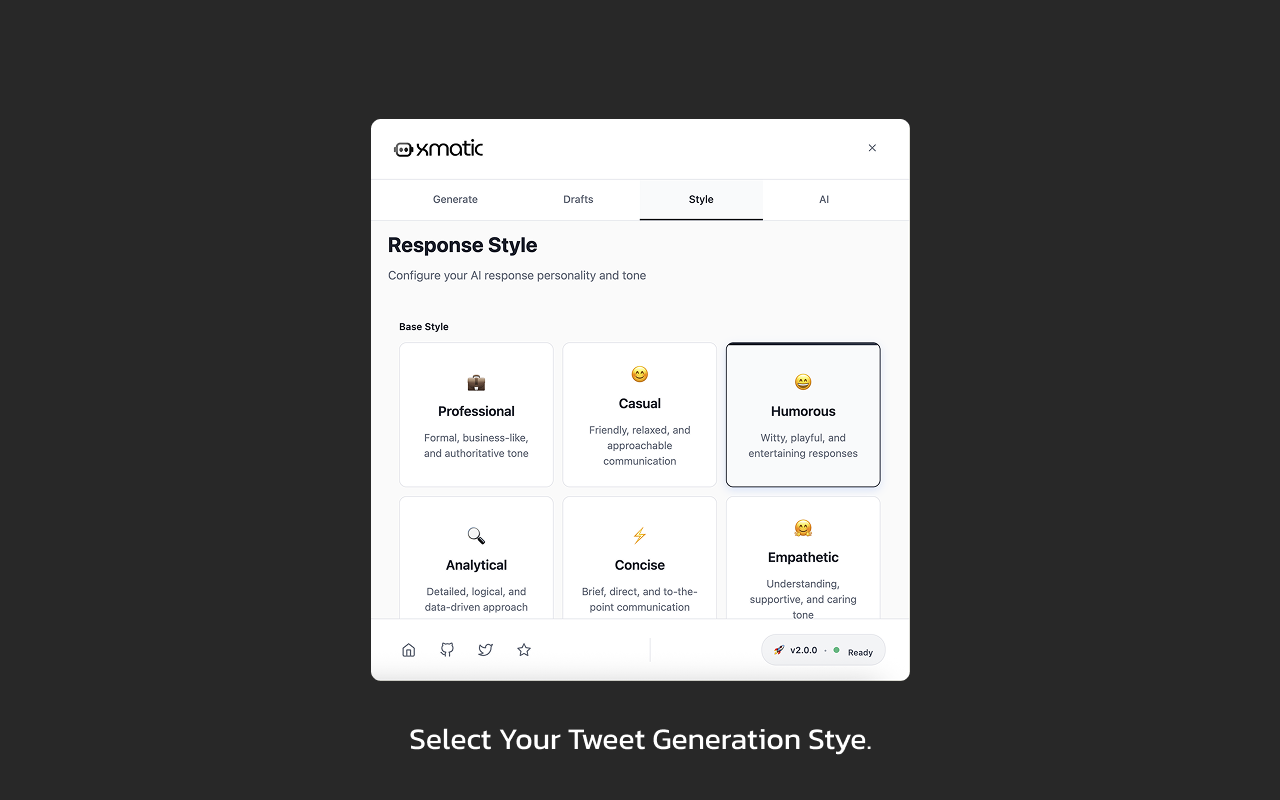 xmatic
Generate
Drafts
Style
AI
Response Style
Configure your AI response personality and tone
Base Style
Professional
Formal, business-like,
and authoritative tone
Casual
Friendly, relaxed, and
approachable
communication
Humorous
Witty, playful, and
entertaining responses
Analytical
Detailed, logical, and
data-driven approach
Concise
Brief, direct, and to-the-
point communication
Empathetic
Understanding,
supportive, and caring
tone
v2.0.0 · Ready
Select Your Tweet Generation Stye.